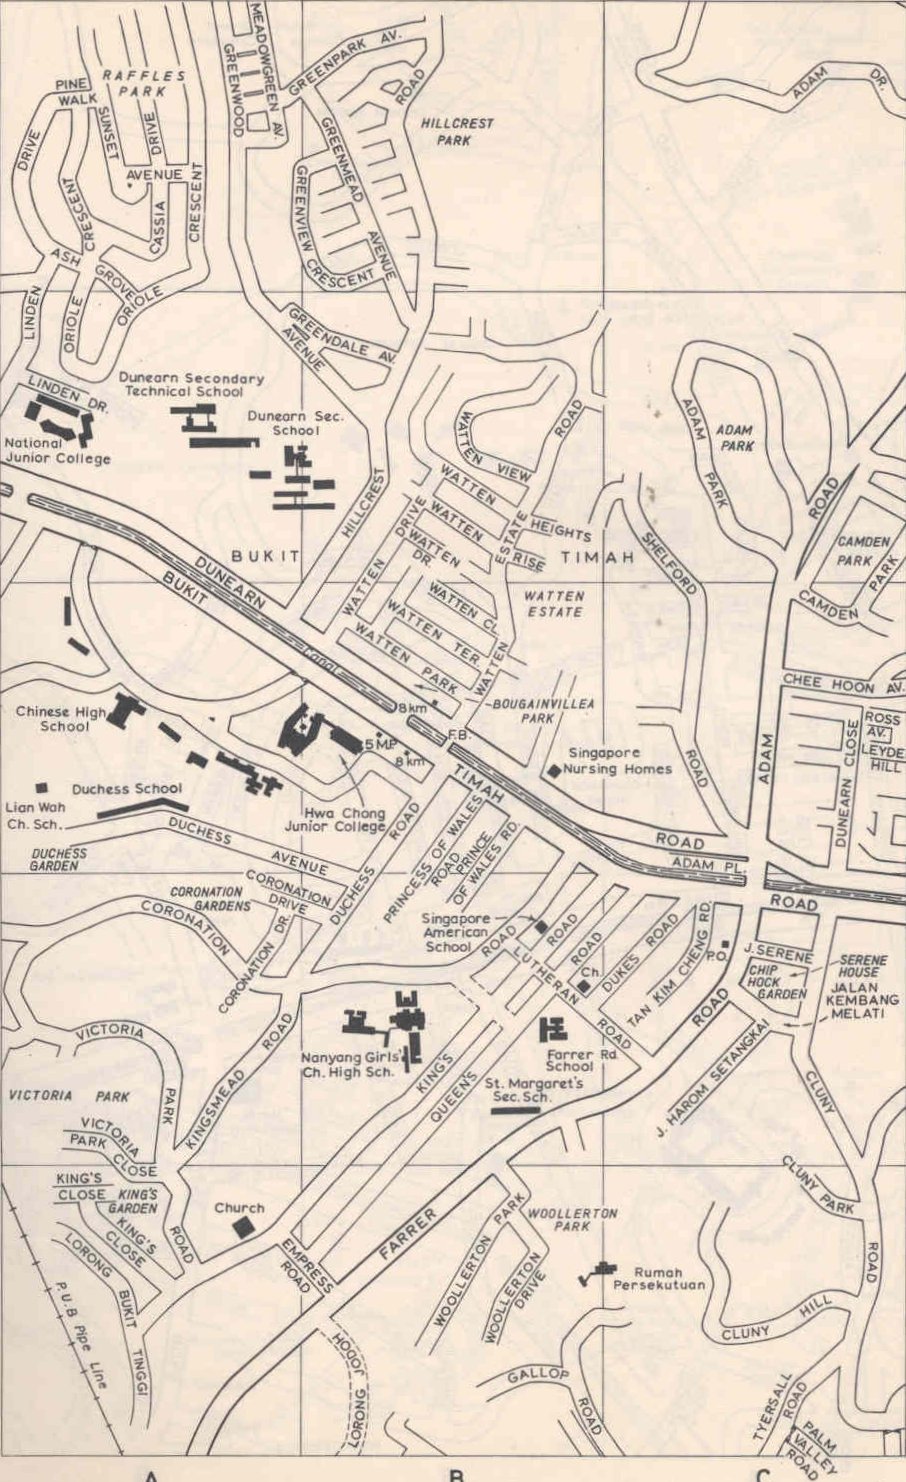 MEADOWGREEN AV.
GREENWOOD
AVENUE
GREENPARK AV.
ROAD
RAFFLES
PARK
PINE
WALK
SUNSET
DRIVE
DRIVE
AVENUE
CRESCENT
CRESCENT
CASSIA
HILLCREST
PARK
GREENMEAD
AVENUE
GREENVIEW
CRESCENT
ADAM
DR.
ASH
GROVE
ORIOLE
ORIOLE
LINDEN
LINDEN DR.
GREENDALE AV.
National
Junior College
Dunearn Secondary
Technical School
Dunearn Sec.
School
HILLCREST
BUKIT
TIMAH
WATTEN
VIEW
ROAD
WATTEN
WATTEN
WATTEN
DR.
WATTEN
DRIVE
ESTATE
HEIGHTS
RISE
WATTEN CL.
WATTEN TER.
WATTEN PARK
WATTEN
WATTEN
ESTATE
SHELFORD
ROAD
ADAM
PARK
ADAM
PARK
ROAD
CAMDEN
PARK
CAMDEN
PARK
CHEE HOON AV.
ROSS
AV.
LEYDE
HILL
DUNEARN CLOSE
ADAM
DUNEARN
BUKIT
Canal
8km
F.B.
5 MP
8 km
BOUGAINVILLEA
PARK
Singapore
Nursing Homes
TIMAH
ROAD
ADAM PL.
ROAD
Chinese High
School
Lian Wah
Ch. Sch.
Duchess School
Hwa Chong
Junior College
DUCHESS
AVENUE
DUCHESS
GARDEN
DUCHESS
ROAD
CORONATION
GARDENS
CORONATION
DRIVE
CORONATION
CORONATION DR.
PRINCESS OF WALES
ROAD
PRINCE
OF WALES RD.
Singapore
American
School
ROAD
ROAD
ROAD
LUTHERAN
ROAD
Ch.
DUKES ROAD
TAN KIM CHENG RD.
P.O.
J. SERENE
CHIP
HOCK
GARDEN
SERENE
HOUSE
JALAN
KEMBANG
MELATI
ROAD
J. HAROM SETANGKAI
Nanyang Girls'
Ch. High Sch.
KING'S
QUEEN'S
Farrer Rd.
School
St. Margaret's
Sec. Sch.
VICTORIA
PARK
ROAD
VICTORIA PARK
KINGSMEAD
ROAD
VICTORIA
PARK
CLOSE
KING'S
CLOSE
KING'S
GARDEN
KING'S
CLOSE
LORONG
BUKIT
TINGGI
P.U.B Pipe Line
Church
EMPRESS
ROAD
FARRER
LORONG
JODOH
WOOLLERTON
PARK
WOOLLERTON
DRIVE
WOOLLERTON
PARK
Rumah
Persekutuan
GALLOP
ROAD
CLUNY
ROAD
CLUNY PARK
CLUNY
HILL
TYERSALL
ROAD
PALM
VALLEY
ROAD
A
B
C